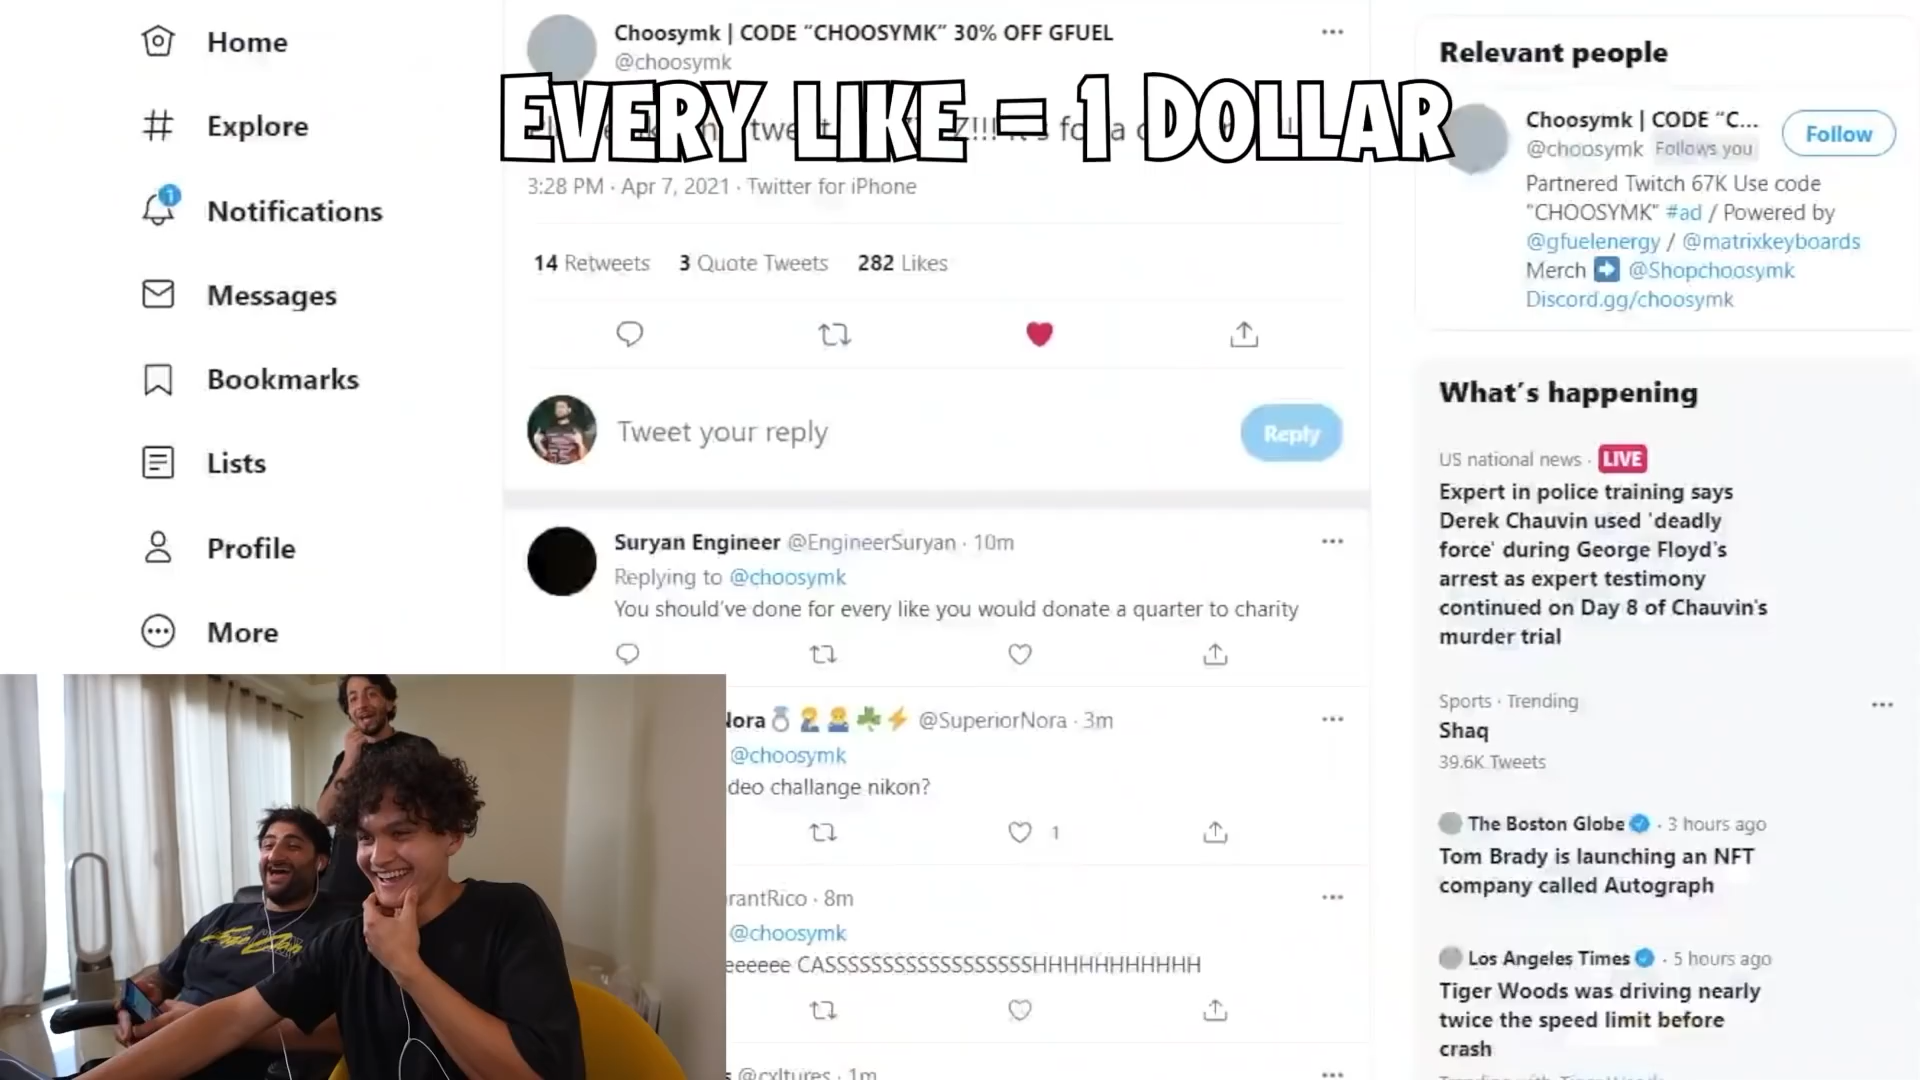 Home
Explore
1
Notifications
Messages
Bookmarks
Lists
Profile
More
Choosymk | CODE “CHOOSYMK” 30% OFF GFUEL
@choosymk
EVERY LIKE = 1 DOLLAR
3:28 PM · Apr 7, 2021 · Twitter for iPhone
14 Retweets 3 Quote Tweets 282 Likes
Tweet your reply
Reply
Suryan Engineer @EngineerSuryan · 10m
Replying to @choosymk
You should've done for every like you would donate a quarter to charity
Nora @SuperiorNora · 3m
@choosymk
deo challange nikon?
1
rantRico · 8m
@choosymk
eeeeee CASSSSSSSSSSSSSSSSSSHHHHHHHHHHHH
@cxltures · 1m
Relevant people
Choosymk | CODE “C...
@choosymk Follows you
Follow
Partnered Twitch 67K Use code
“CHOOSYMK” #ad / Powered by
@gfuelenergy / @matrixkeyboards
Merch ➡ @Shopchoosymk
Discord.gg/choosymk
What's happening
US national news · LIVE
Expert in police training says
Derek Chauvin used 'deadly
force' during George Floyd's
arrest as expert testimony
continued on Day 8 of Chauvin's
murder trial
Sports · Trending
Shaq
39.6K Tweets
The Boston Globe · 3 hours ago
Tom Brady is launching an NFT
company called Autograph
Los Angeles Times · 5 hours ago
Tiger Woods was driving nearly
twice the speed limit before
crash